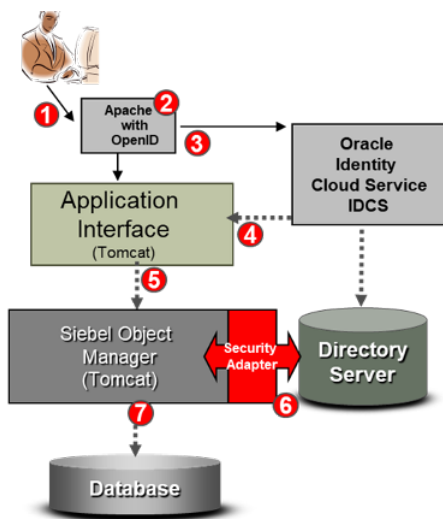 1
2
Apache
with
OpenID
3
Oracle
Identity
Cloud Service
IDCS
Application
Interface
(Tomcat)
4
5
Siebel Object
Manager
(Tomcat)
Security
Adapter
Directory
Server
6
7
Database